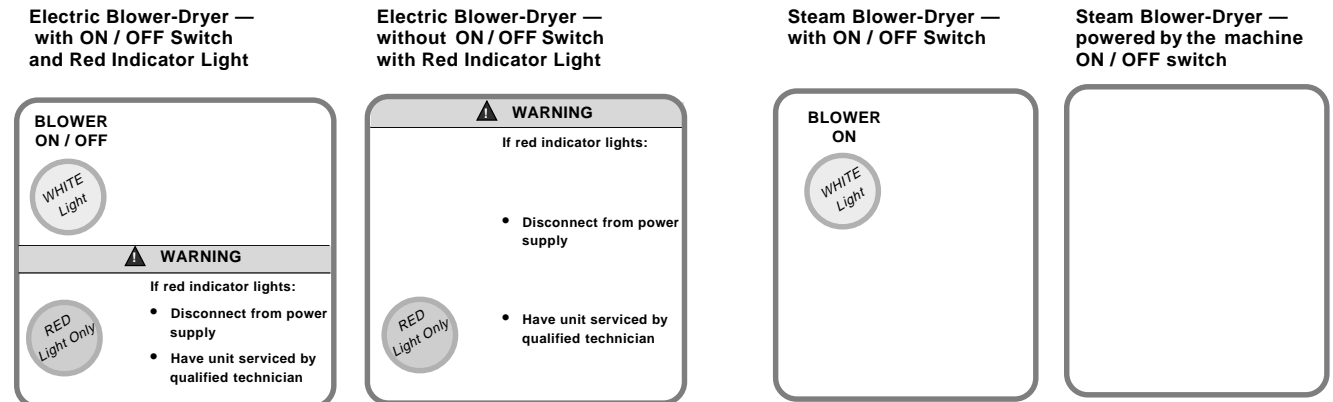 Electric Blower-Dryer —
with ON / OFF Switch
and Red Indicator Light
BLOWER
ON / OFF
WHITE
Light
WARNING
If red indicator lights:
• Disconnect from power
supply
• Have unit serviced by
qualified technician
RED
Light Only
Electric Blower-Dryer —
without ON / OFF Switch
with Red Indicator Light
WARNING
If red indicator lights:
• Disconnect from power
supply
• Have unit serviced by
qualified technician
RED
Light Only
Steam Blower-Dryer —
with ON / OFF Switch
BLOWER
ON
WHITE
Light
Steam Blower-Dryer —
powered by the machine
ON / OFF switch